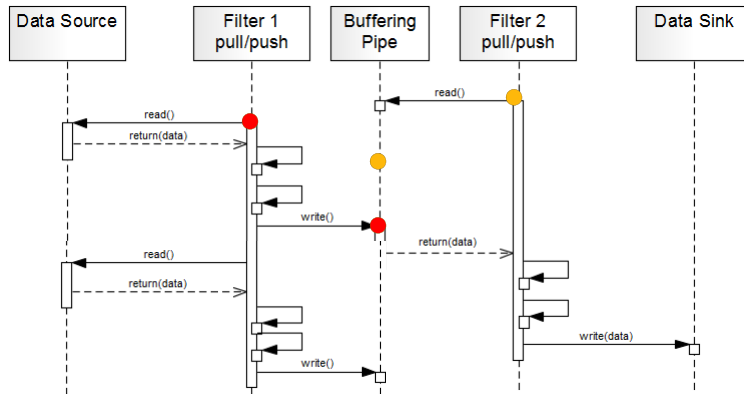 Data Source
Filter 1
pull/push
Buffering
Pipe
Filter 2
pull/push
Data Sink
read()
read()
return(data)
write()
return(data)
read()
return(data)
write(data)
write()